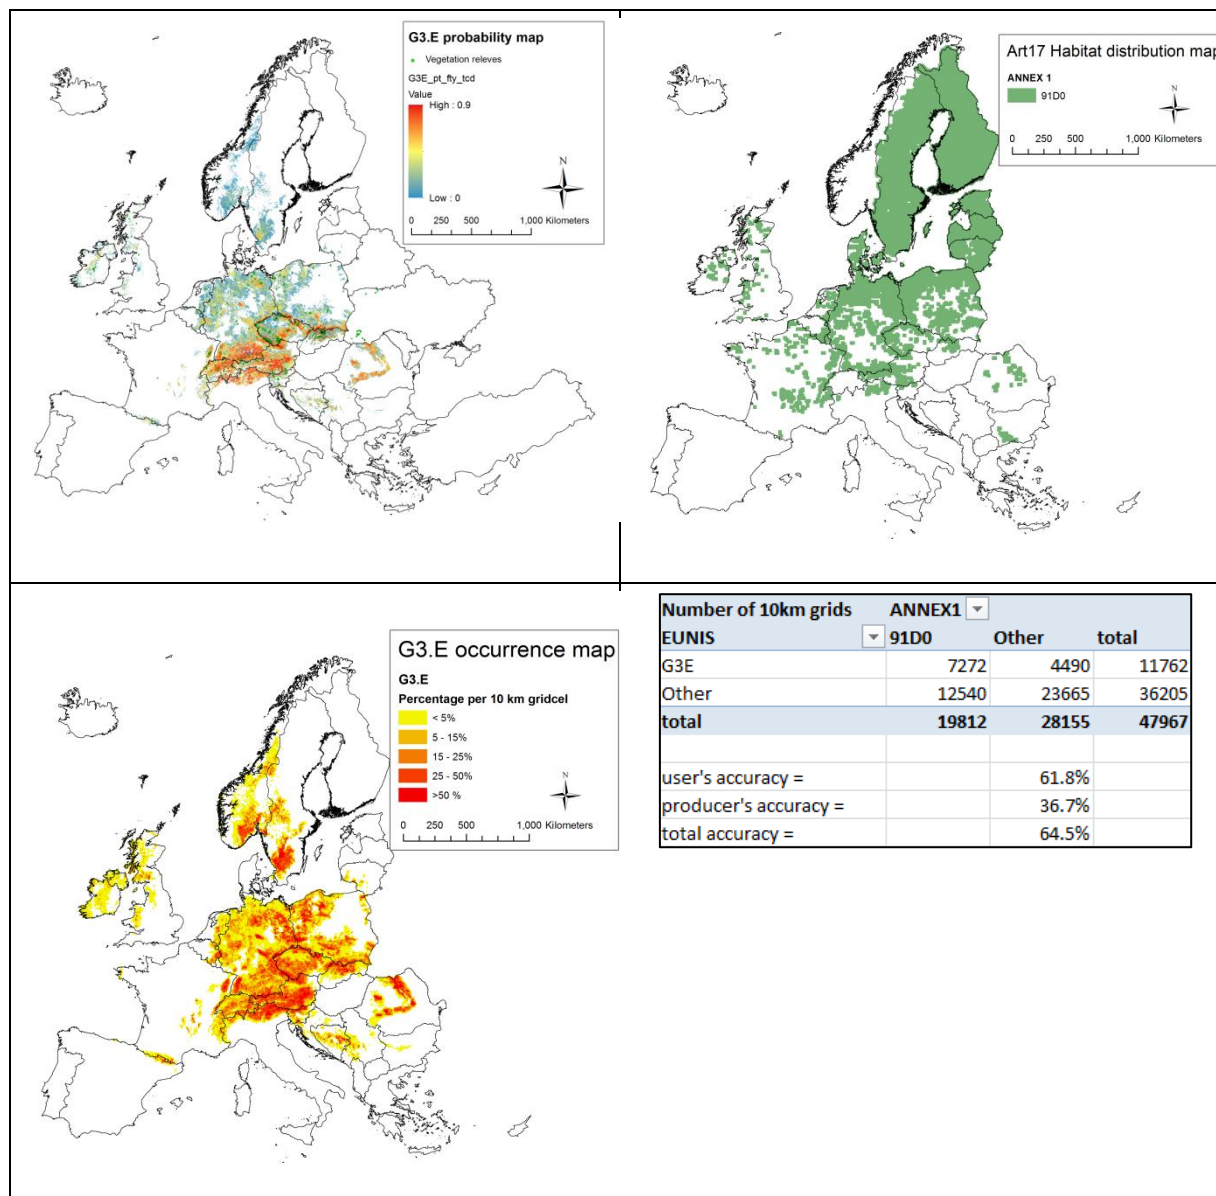 G3.E probability map
Vegetation releves
G3E_pt_fty_tcd
Value
High : 0.9
Low : 0
N
0 250 500 1,000 Kilometers
Art17 Habitat distribution map
ANNEX 1
91D0
N
0 250 500 1,000 Kilometers
G3.E occurrence map
G3.E
Percentage per 10 km gridcel
< 5%
5 - 15%
15 - 25%
25 - 50%
>50 %
N
0 250 500 1,000 Kilometers
Number of 10km grids ANNEX1
EUNIS 91D0 Other total
G3E 7272 4490 11762
Other 12540 23665 36205
total 19812 28155 47967
user's accuracy = 61.8%
producer's accuracy = 36.7%
total accuracy = 64.5%